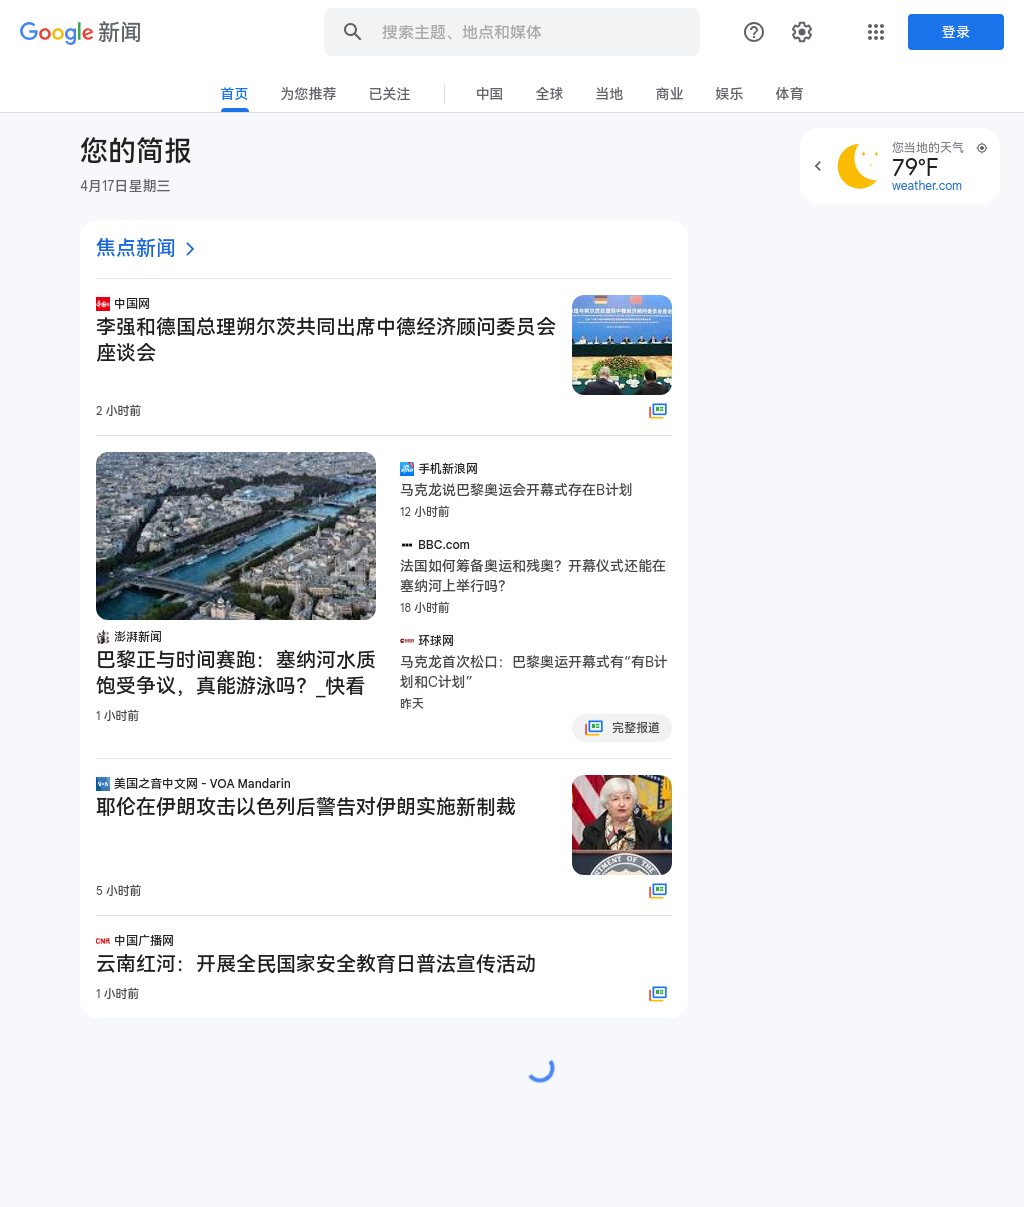 Google 新闻
搜索主题、地点和媒体
登录
首页
为您推荐
已关注
中国
全球
当地
商业
娱乐
体育
您的简报
4月17日星期三
您当地的天气
79°F
weather.com
焦点新闻
中国网
李强和德国总理朔尔茨共同出席中德经济顾问委员会
座谈会
2 小时前
澎湃新闻
巴黎正与时间赛跑：塞纳河水质
饱受争议，真能游泳吗？_快看
1 小时前
手机新浪网
马克龙说巴黎奥运会开幕式存在B计划
12 小时前
BBC.com
法国如何筹备奥运和残奥？开幕仪式还能在
塞纳河上举行吗？
18 小时前
环球网
马克龙首次松口：巴黎奥运开幕式有“有B计
划和C计划”
昨天
完整报道
VOA
美国之音中文网 - VOA Mandarin
耶伦在伊朗攻击以色列后警告对伊朗实施新制裁
5 小时前
CNR
中国广播网
云南红河：开展全民国家安全教育日普法宣传活动
1 小时前